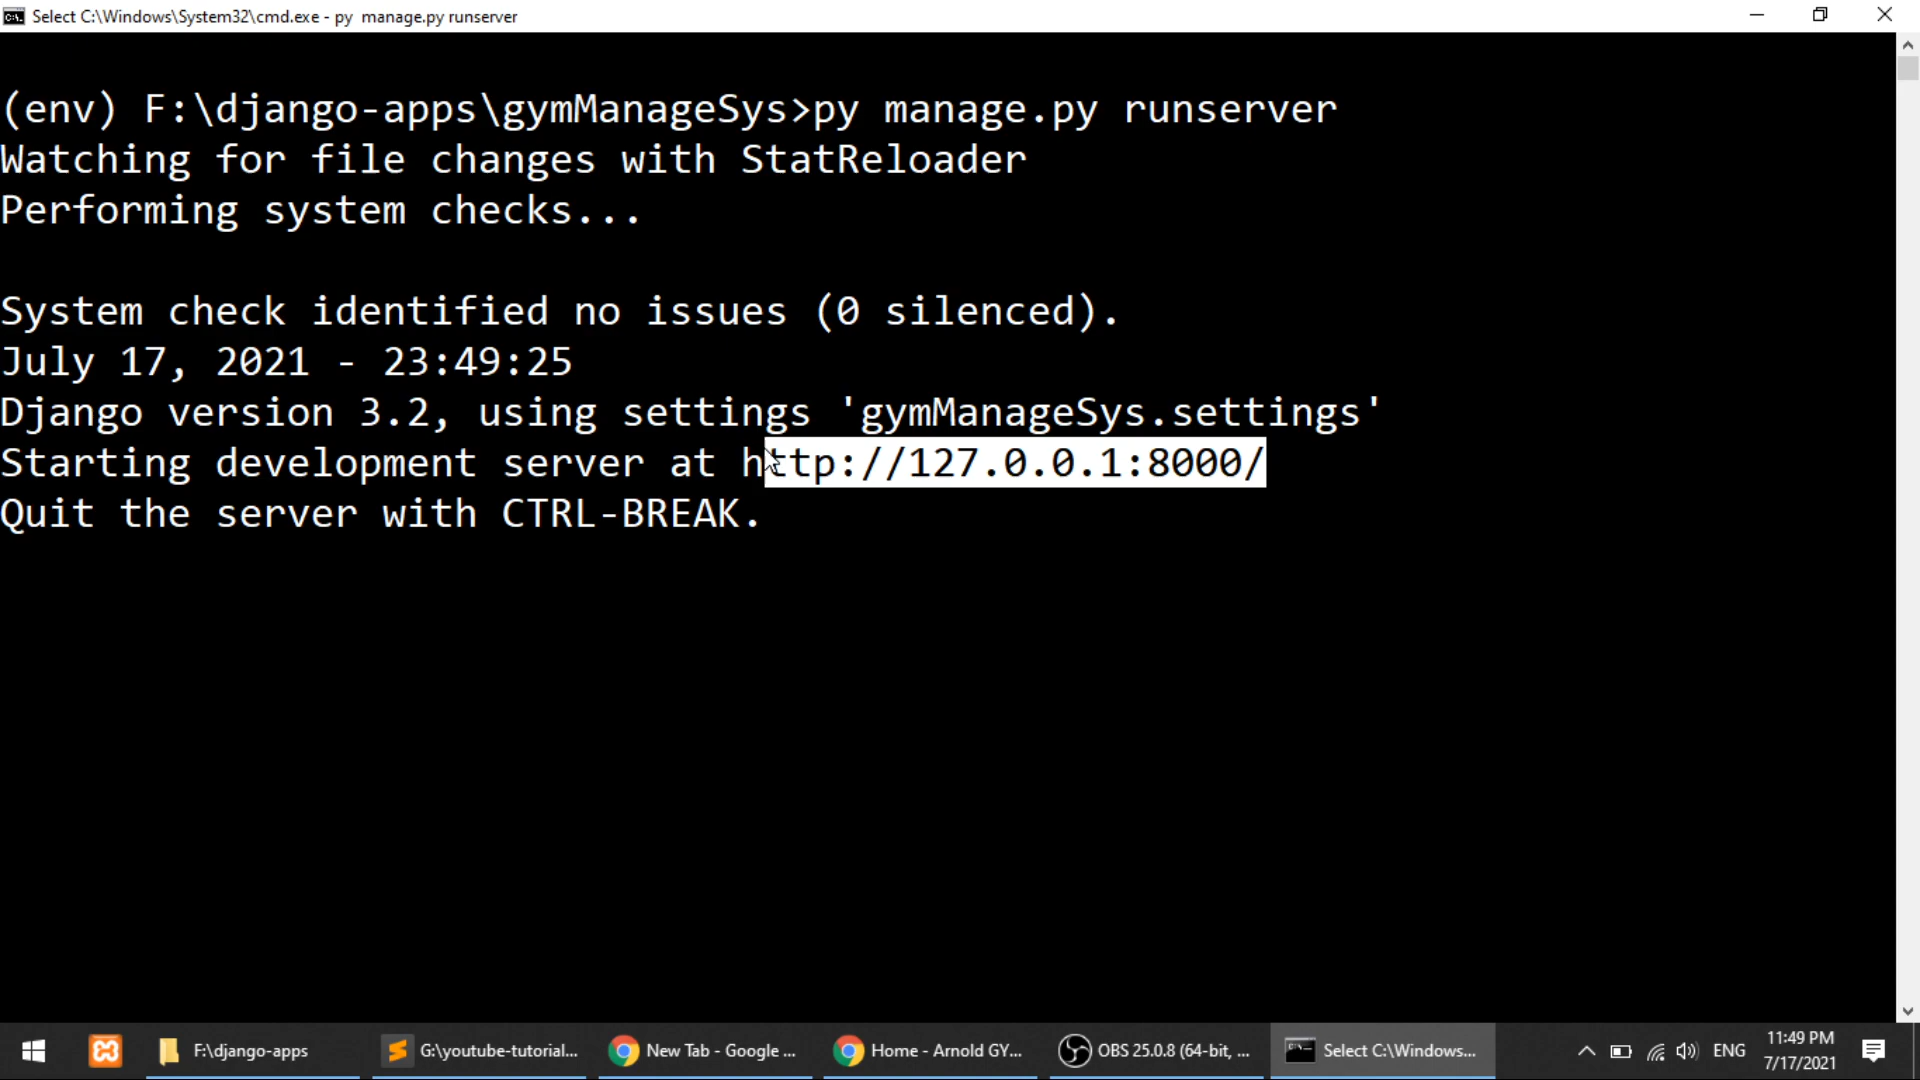 Select C:\Windows\System32\cmd.exe - py  manage.py runserver
(env) F:\django-apps\gymManageSys>py manage.py runserver
Watching for file changes with StatReloader
Performing system checks...
System check identified no issues (0 silenced).
July 17, 2021 - 23:49:25
Django version 3.2, using settings 'gymManageSys.settings'
Starting development server at http://127.0.0.1:8000/
Quit the server with CTRL-BREAK.
F:\django-apps
G:\youtube-tutorial...
New Tab - Google ...
Home - Arnold GY...
OBS 25.0.8 (64-bit, ...
Select C:\Windows...
ENG
11:49 PM
7/17/2021